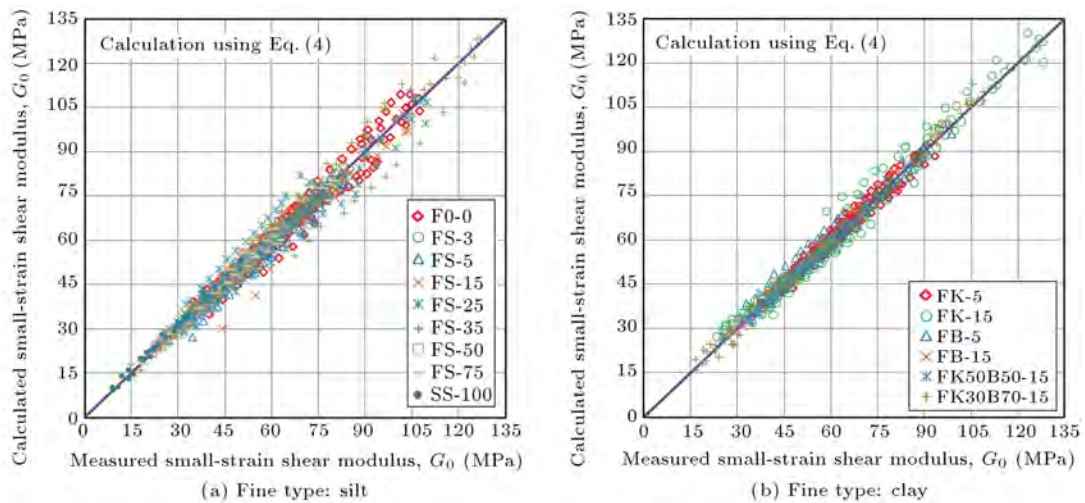 Calculated small-strain shear modulus, G₀ (MPa)
135
120
105
90
75
60
45
30
15
0
Calculation using Eq. (4)
F0-0
FS-3
FS-5
FS-15
FS-25
FS-35
FS-50
FS-75
SS-100
0 15 30 45 60 75 90 105 120 135
Measured small-strain shear modulus, G₀ (MPa)
(a) Fine type: silt
Calculated small-strain shear modulus, G₀ (MPa)
135
120
105
90
75
60
45
30
15
0
Calculation using Eq. (4)
FK-5
FK-15
FB-5
FB-15
FK50B50-15
FK30B70-15
0 15 30 45 60 75 90 105 120 135
Measured small-strain shear modulus, G₀ (MPa)
(b) Fine type: clay